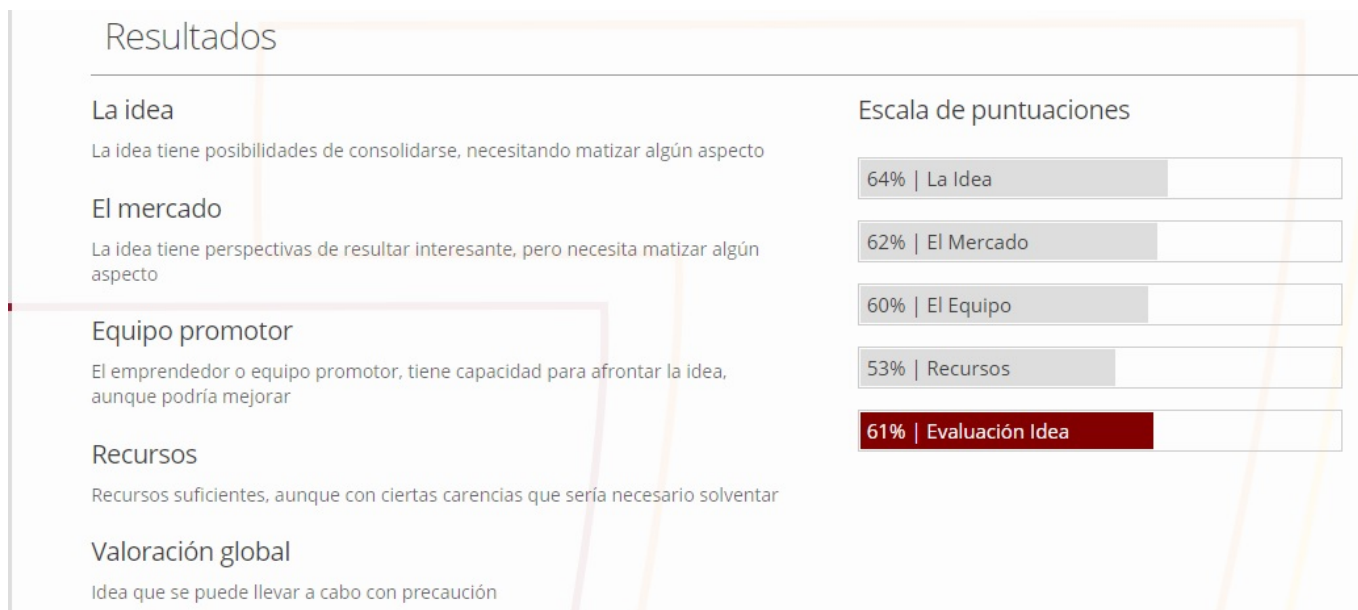 Resultados
La idea
La idea tiene posibilidades de consolidarse, necesitando matizar algún aspecto
El mercado
La idea tiene perspectivas de resultar interesante, pero necesita matizar algún
aspecto
Equipo promotor
El emprendedor o equipo promotor, tiene capacidad para afrontar la idea,
aunque podría mejorar
Recursos
Recursos suficientes, aunque con ciertas carencias que sería necesario solventar
Valoración global
Idea que se puede llevar a cabo con precaución
Escala de puntuaciones
64% | La Idea
62% | El Mercado
60% | El Equipo
53% | Recursos
61% | Evaluación Idea